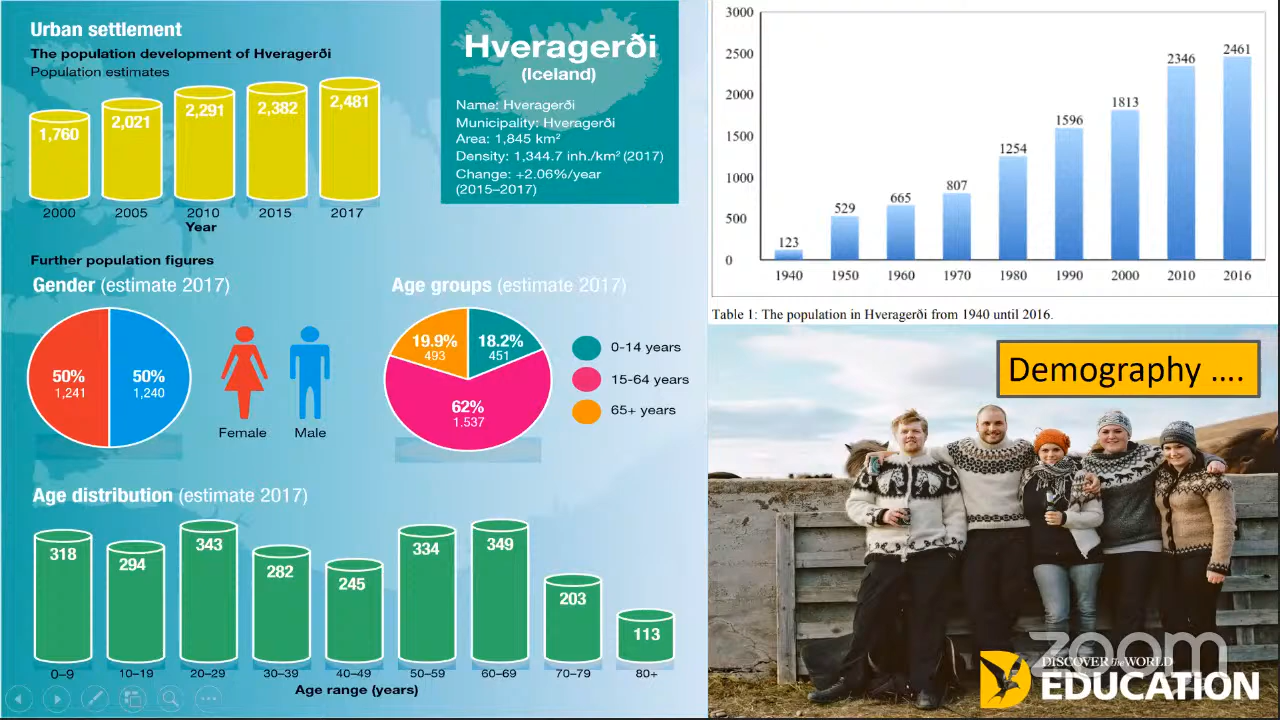 Urban settlement
The population development of Hveragerði
Population estimates
1,760
2,021
2,291
2,382
2,481
2000
2005
2010
2015
2017
Year
Hveragerði
(Iceland)
Name: Hveragerði
Municipality: Hveragerði
Area: 1,845 km²
Density: 1,344.7 inh./km² (2017)
Change: +2.06%/year
(2015–2017)
Further population figures
Gender (estimate 2017)
50%
1,241
50%
1,240
Female
Male
Age groups (estimate 2017)
19.9%
493
18.2%
451
62%
1.537
0-14 years
15-64 years
65+ years
Age distribution (estimate 2017)
318
294
343
282
245
334
349
203
113
0–9
10–19
20–29
30–39
40–49
50–59
60–69
70–79
80+
Age range (years)
3000
2500
2000
1500
1000
500
0
123
529
665
807
1254
1596
1813
2346
2461
1940
1950
1960
1970
1980
1990
2000
2010
2016
Table 1: The population in Hveragerði from 1940 until 2016.
Demography ....
zoom
DISCOVER The WORLD
EDUCATION